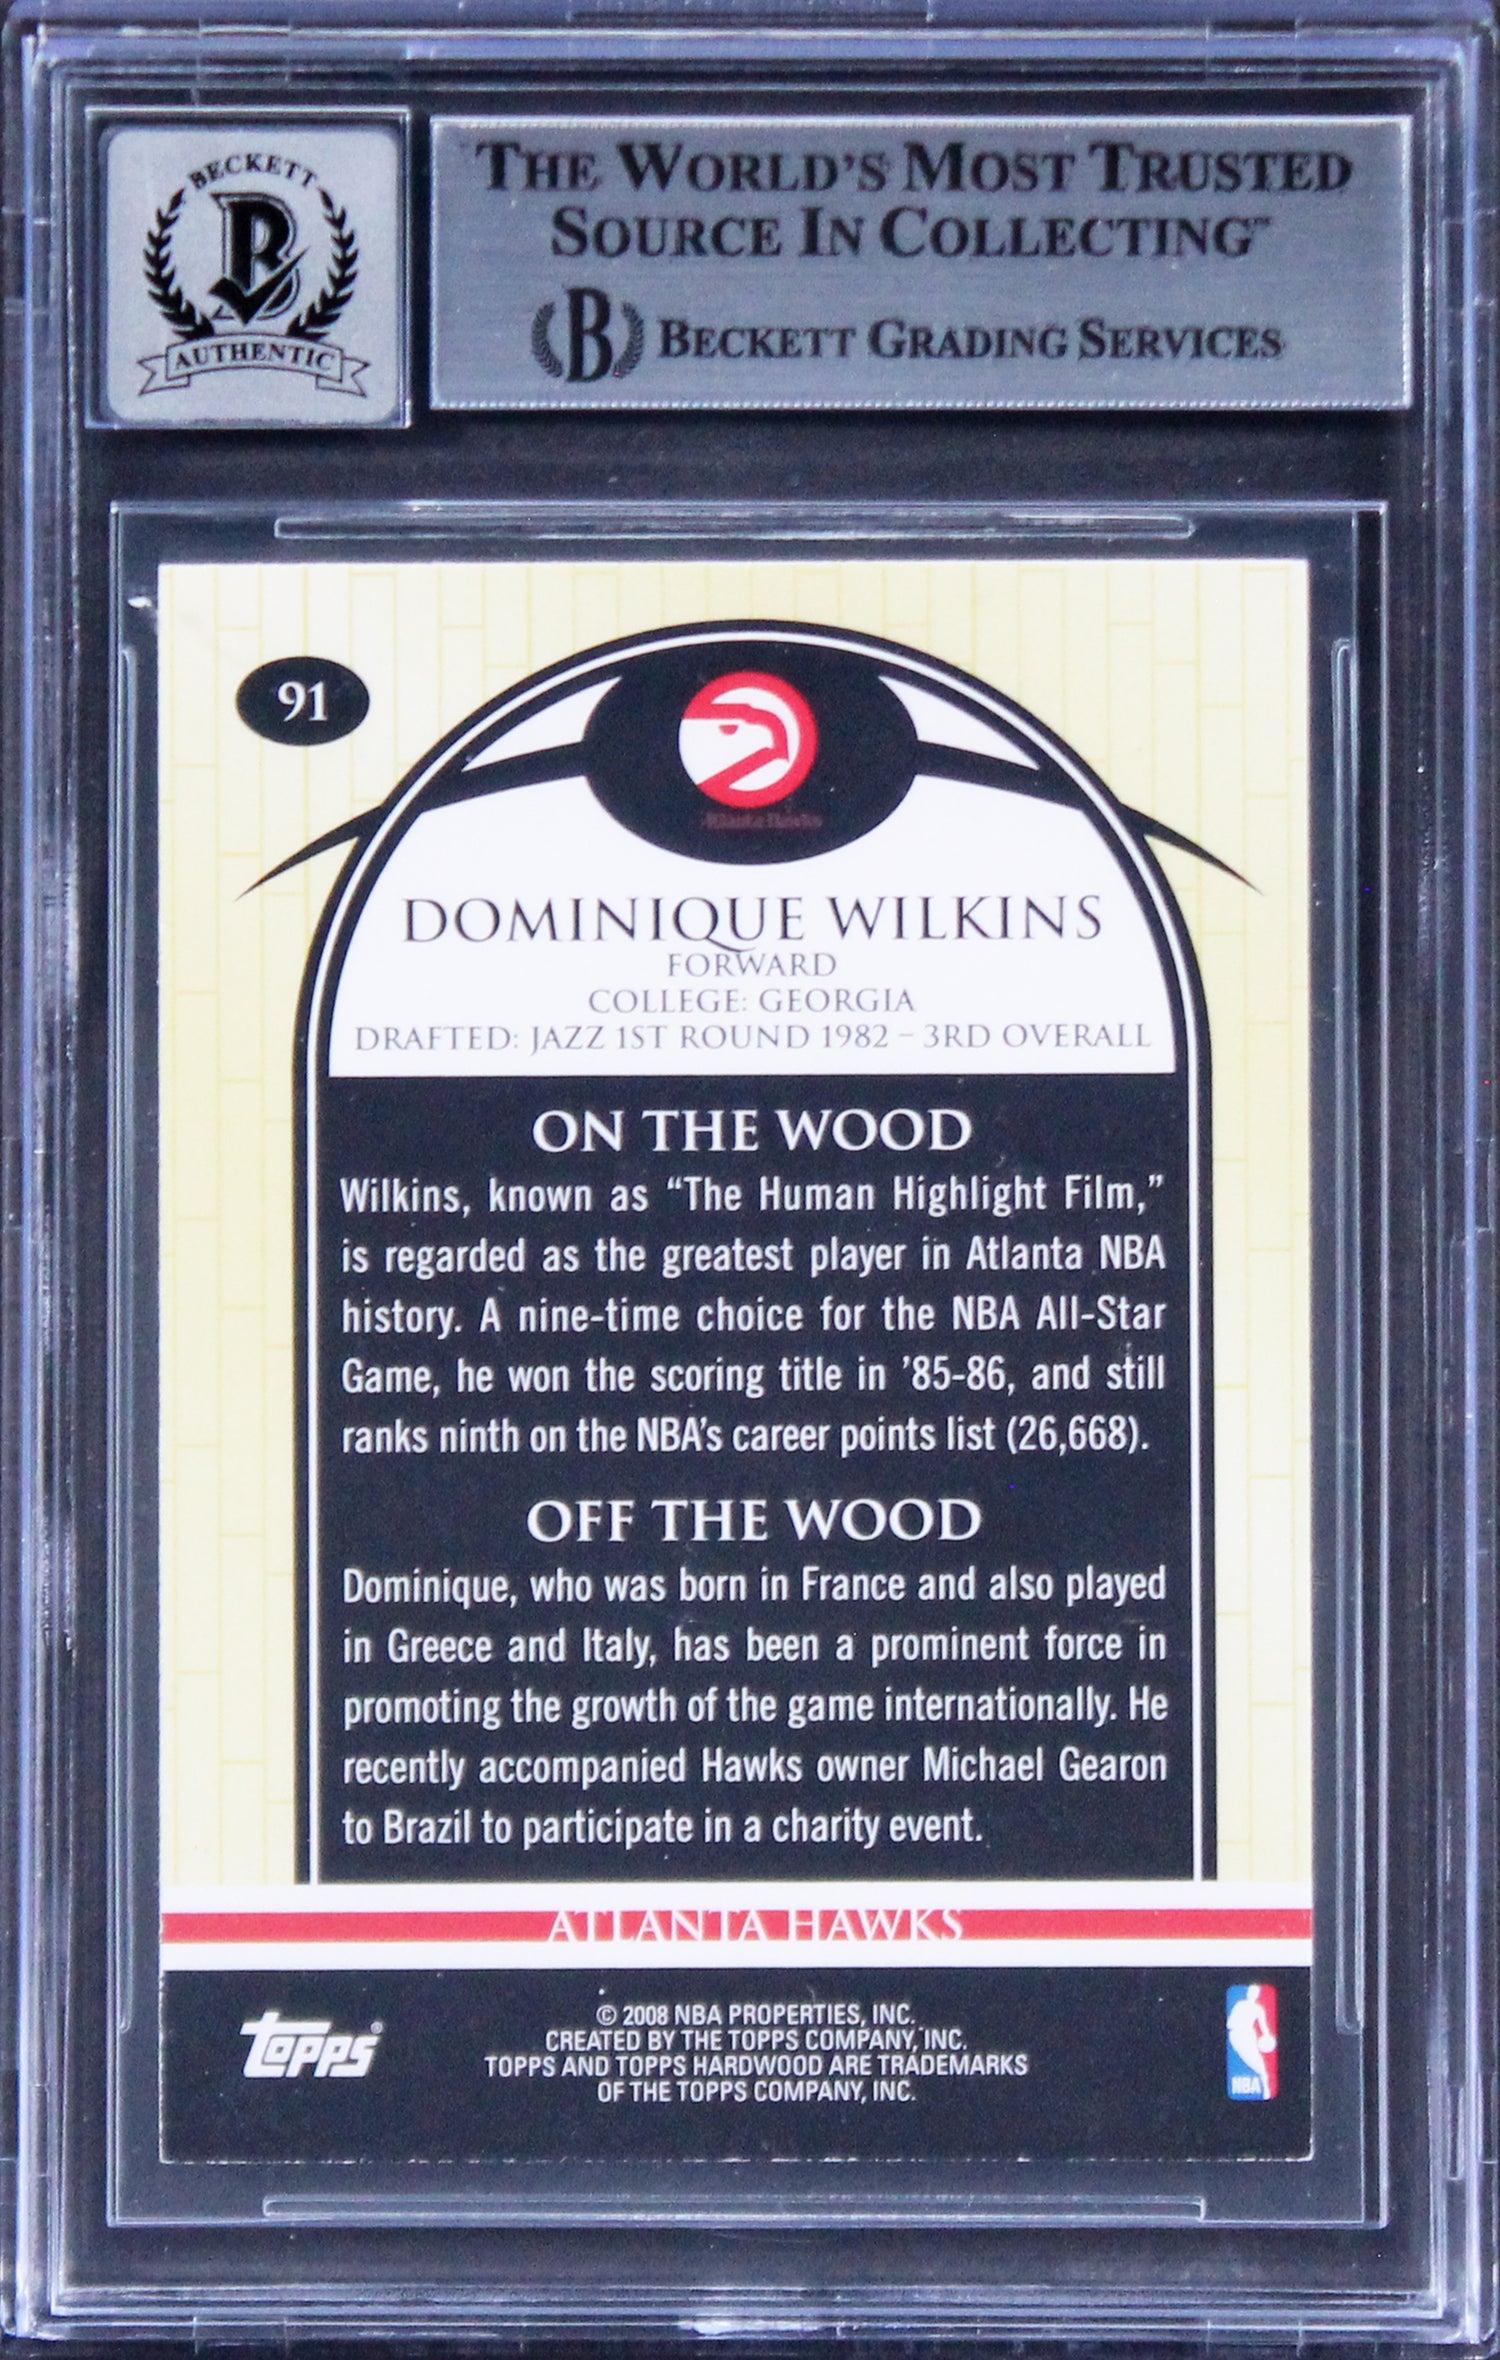 BECKETT
B
AUTHENTIC
THE WORLD'S MOST TRUSTED
SOURCE IN COLLECTING™
B BECKETT GRADING SERVICES
91
Atlanta Hawks
DOMINIQUE WILKINS
FORWARD
COLLEGE: GEORGIA
DRAFTED: JAZZ 1ST ROUND 1982 – 3RD OVERALL
ON THE WOOD
Wilkins, known as “The Human Highlight Film,”
is regarded as the greatest player in Atlanta NBA
history. A nine-time choice for the NBA All-Star
Game, he won the scoring title in ’85-86, and still
ranks ninth on the NBA’s career points list (26,668).
OFF THE WOOD
Dominique, who was born in France and also played
in Greece and Italy, has been a prominent force in
promoting the growth of the game internationally. He
recently accompanied Hawks owner Michael Gearon
to Brazil to participate in a charity event.
ATLANTA HAWKS
topps®
© 2008 NBA PROPERTIES, INC.
CREATED BY THE TOPPS COMPANY, INC.
TOPPS AND TOPPS HARDWOOD ARE TRADEMARKS
OF THE TOPPS COMPANY, INC.
NBA